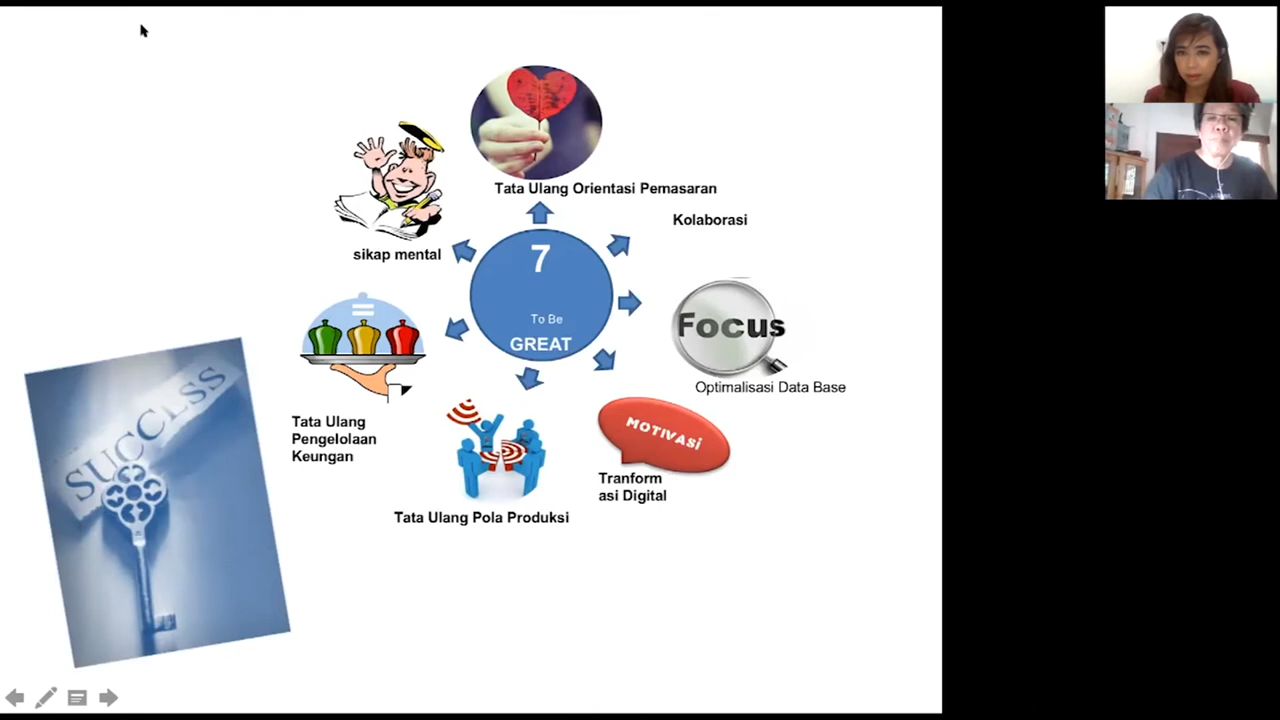 Tata Ulang Orientasi Pemasaran
Kolaborasi
sikap mental
7
To Be
GREAT
Focus
Optimalisasi Data Base
MOTIVASi
Tranform
asi Digital
Tata Ulang Pola Produksi
Tata Ulang
Pengelolaan
Keungan
SUCCLSS